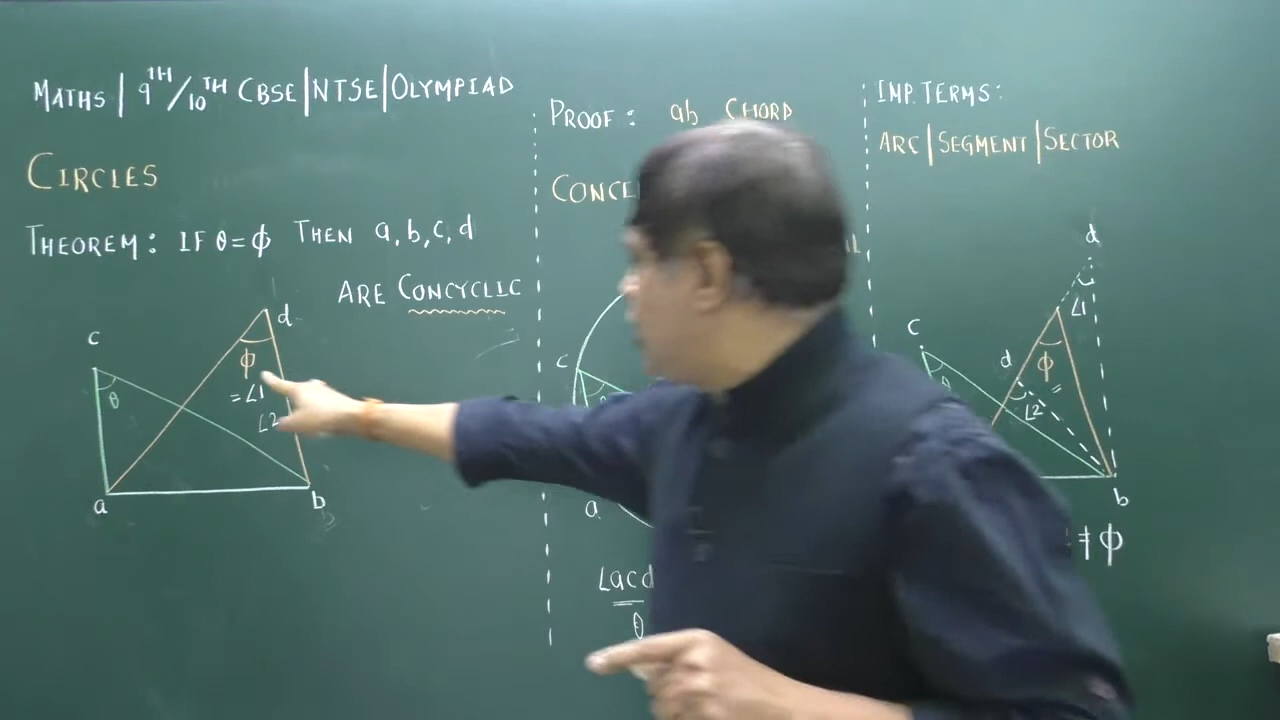 MATHS | 9TH/10TH CBSE|NTSE|OLYMPIAD
CIRCLES
THEOREM: IF θ=ϕ THEN a,b,c,d
ARE CONCYCLIC
c
d
θ
ϕ
=∠1
∠2
a
b
PROOF: ab CHORD
c
a
∠acd
θ
IMP. TERMS:
ARC|SEGMENT|SECTOR
d
∠1
c
d
ϕ
θ
=
∠2
b
≠ϕ